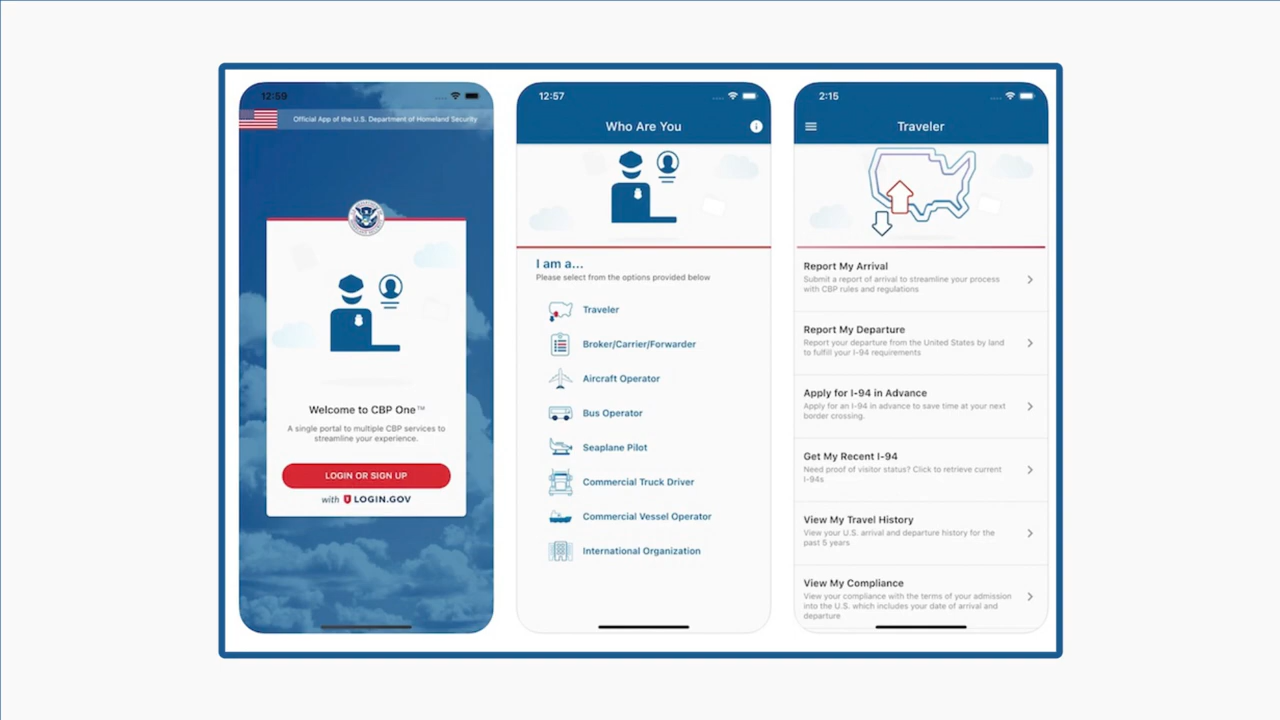 12:59
Official App of the U.S. Department of Homeland Security
Welcome to CBP One™
A single portal to multiple CBP services to
streamline your experience.
LOGIN OR SIGN UP
with LOGIN.GOV
12:57
Who Are You
I am a...
Please select from the options provided below
Traveler
Broker/Carrier/Forwarder
Aircraft Operator
Bus Operator
Seaplane Pilot
Commercial Truck Driver
Commercial Vessel Operator
International Organization
2:15
Traveler
Report My Arrival
Submit a report of arrival to streamline your process
with CBP rules and regulations
Report My Departure
Report your departure from the United States by land
to fulfill your I-94 requirements
Apply for I-94 in Advance
Apply for an I-94 in advance to save time at your next
border crossing.
Get My Recent I-94
Need proof of visitor status? Click to retrieve current
I-94s
View My Travel History
View your U.S. arrival and departure history for the
past 5 years
View My Compliance
View your compliance with the terms of your admission
into the U.S. which includes your date of arrival and
departure